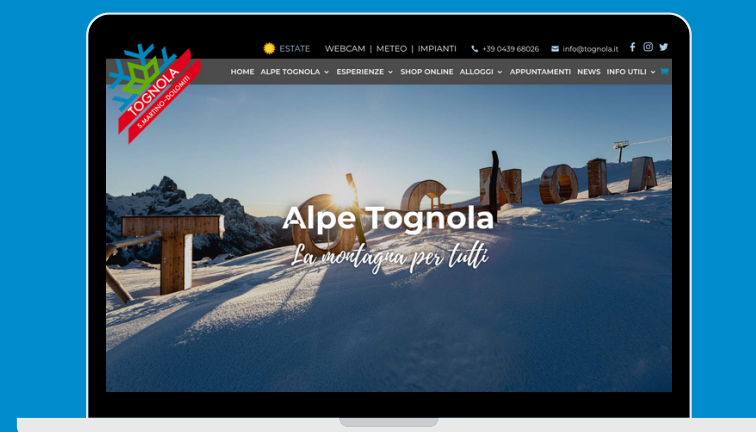 ESTATE WEBCAM | METEO | IMPIANTI +39 0439 68026 info@tognola.it
TOGNOLA
S. MARTINO - DOLOMITI
HOME ALPE TOGNOLA ESPERIENZE SHOP ONLINE ALLOGGI APPUNTAMENTI NEWS INFO UTILI
TOGNOLA
Alpe Tognola
La montagna per tutti